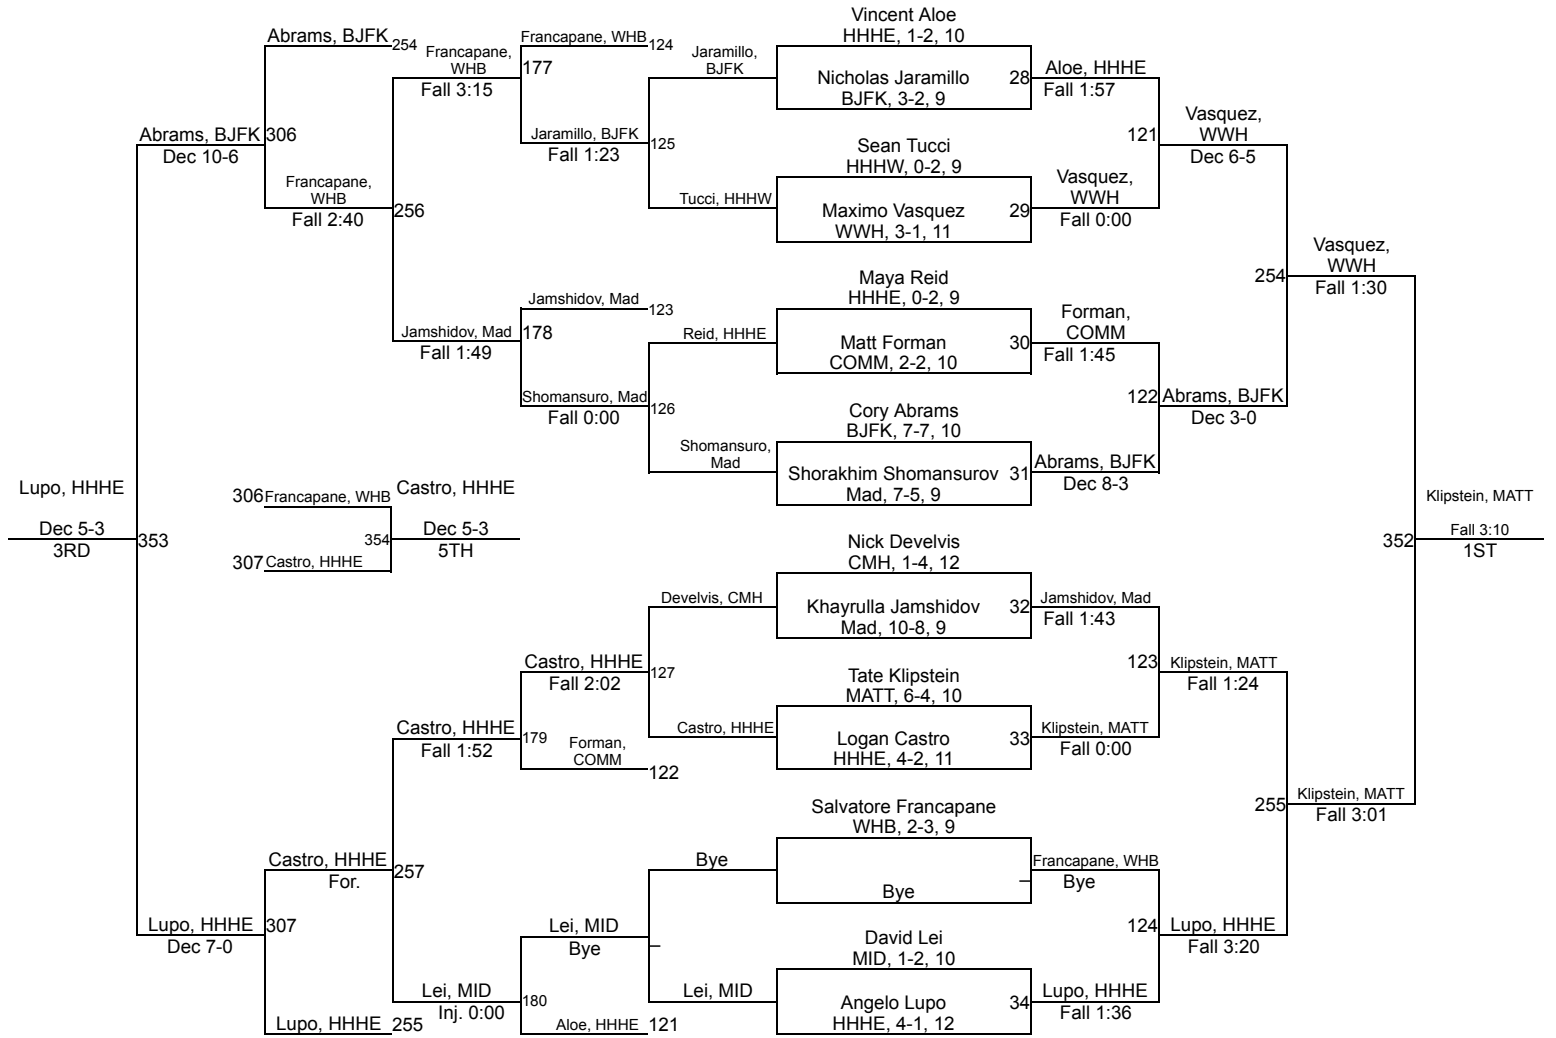 Vincent Aloe
HHHE, 1-2, 10
Nicholas Jaramillo
BJFK, 3-2, 9
28
Sean Tucci
HHHW, 0-2, 9
Maximo Vasquez
WWH, 3-1, 11
29
Maya Reid
HHHE, 0-2, 9
Matt Forman
COMM, 2-2, 10
30
Cory Abrams
BJFK, 7-7, 10
Shorakhim Shomansurov
Mad, 7-5, 9
31
Nick Develvis
CMH, 1-4, 12
Khayrulla Jamshidov
Mad, 10-8, 9
32
Tate Klipstein
MATT, 6-4, 10
Logan Castro
HHHE, 4-2, 11
33
Salvatore Francapane
WHB, 2-3, 9
Bye
David Lei
MID, 1-2, 10
Angelo Lupo
HHHE, 4-1, 12
34
Aloe, HHHE
Fall 1:57
121
Vasquez,
WWH
Fall 0:00
Forman,
COMM
Fall 1:45
122
Abrams, BJFK
Dec 8-3
Jamshidov, Mad
Fall 1:43
123
Klipstein, MATT
Fall 0:00
Francapane, WHB
Bye
124
Lupo, HHHE
Fall 1:36
Vasquez,
WWH
Dec 6-5
254
Abrams, BJFK
Dec 3-0
Klipstein, MATT
Fall 1:24
255
Lupo, HHHE
Fall 3:20
Vasquez,
WWH
Fall 1:30
352
Klipstein, MATT
Fall 3:01
Klipstein, MATT
Fall 3:10
1ST
Jaramillo,
BJFK
125
Tucci, HHHW
Reid, HHHE
126
Shomansuro,
Mad
Develvis, CMH
127
Castro, HHHE
Bye
Lei, MID
Francapane, WHB
124
177
Jaramillo, BJFK
Fall 1:23
Jamshidov, Mad
123
178
Shomansuro, Mad
Fall 0:00
Castro, HHHE
Fall 2:02
179
Forman,
COMM
122
Lei, MID
Bye
180
Aloe, HHHE
121
Francapane,
WHB
Fall 3:15
256
Jamshidov, Mad
Fall 1:49
Castro, HHHE
Fall 1:52
257
Lei, MID
Inj. 0:00
Abrams, BJFK
254
306
Francapane,
WHB
Fall 2:40
Castro, HHHE
For.
307
Lupo, HHHE
255
Abrams, BJFK
Dec 10-6
353
Lupo, HHHE
Dec 7-0
Lupo, HHHE
Dec 5-3
3RD
306
Francapane, WHB
354
307
Castro, HHHE
Castro, HHHE
Dec 5-3
5TH